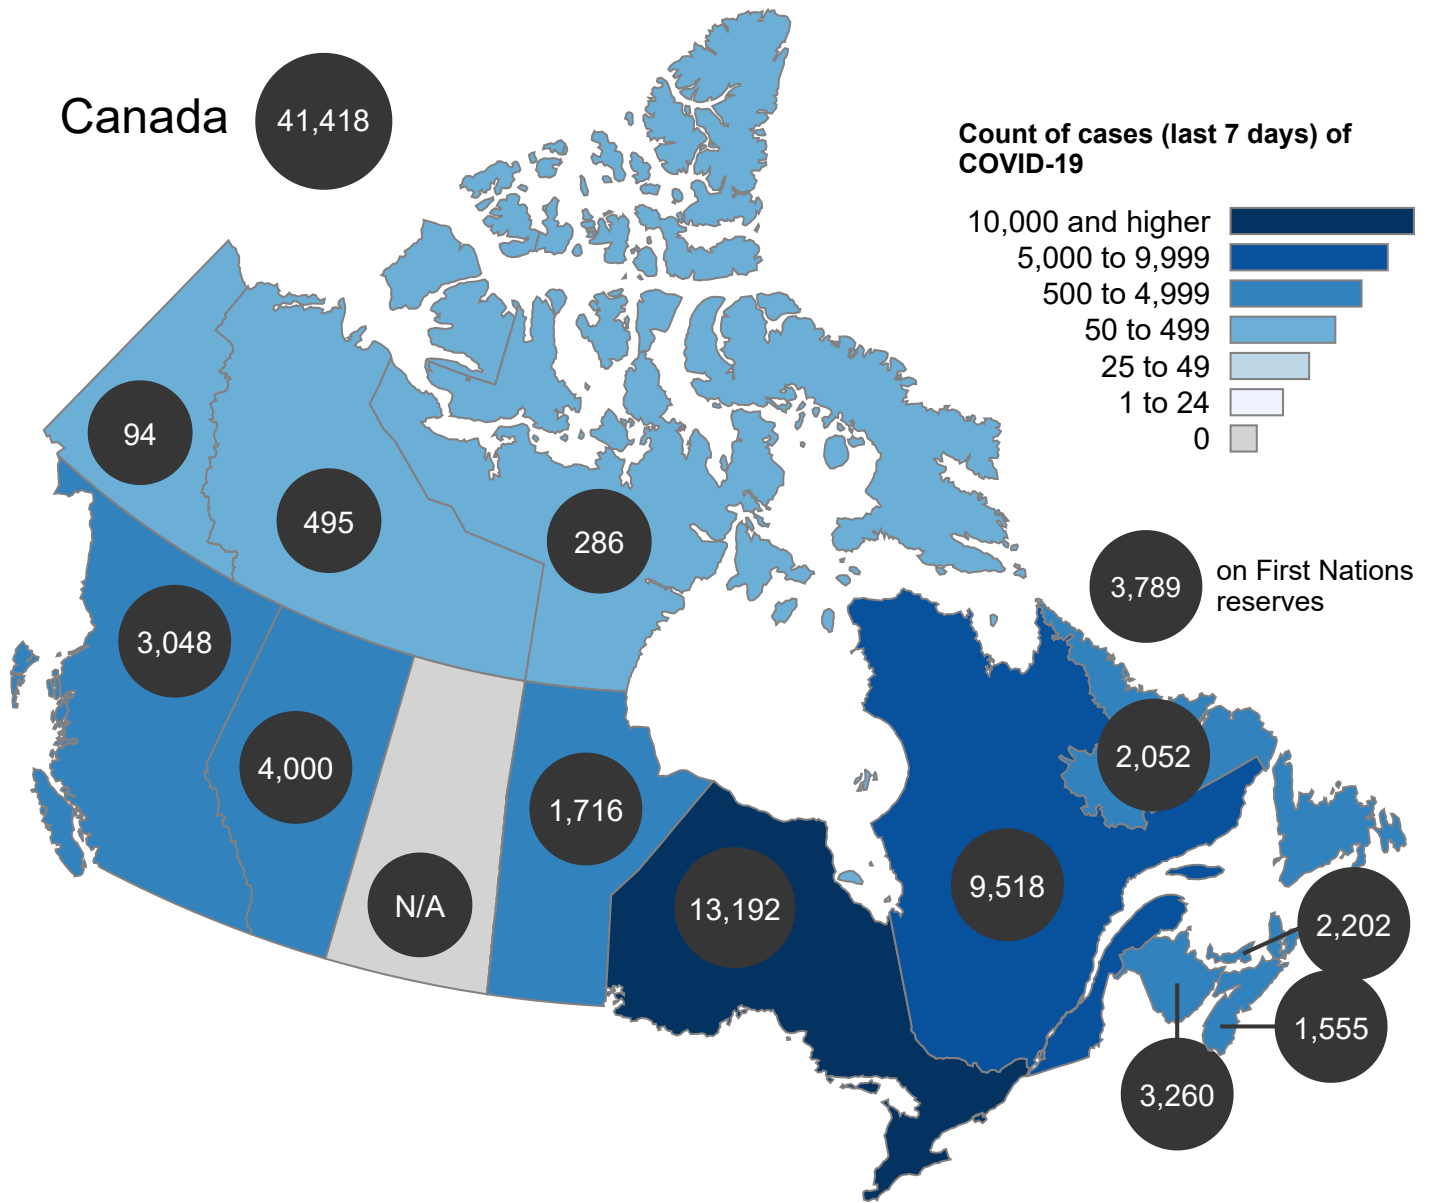 Canada
41,418
Count of cases (last 7 days) of
COVID-19
10,000 and higher
5,000 to 9,999
500 to 4,999
50 to 499
25 to 49
1 to 24
0
94
495
286
3,789
on First Nations
reserves
3,048
4,000
N/A
1,716
13,192
9,518
2,052
2,202
1,555
3,260